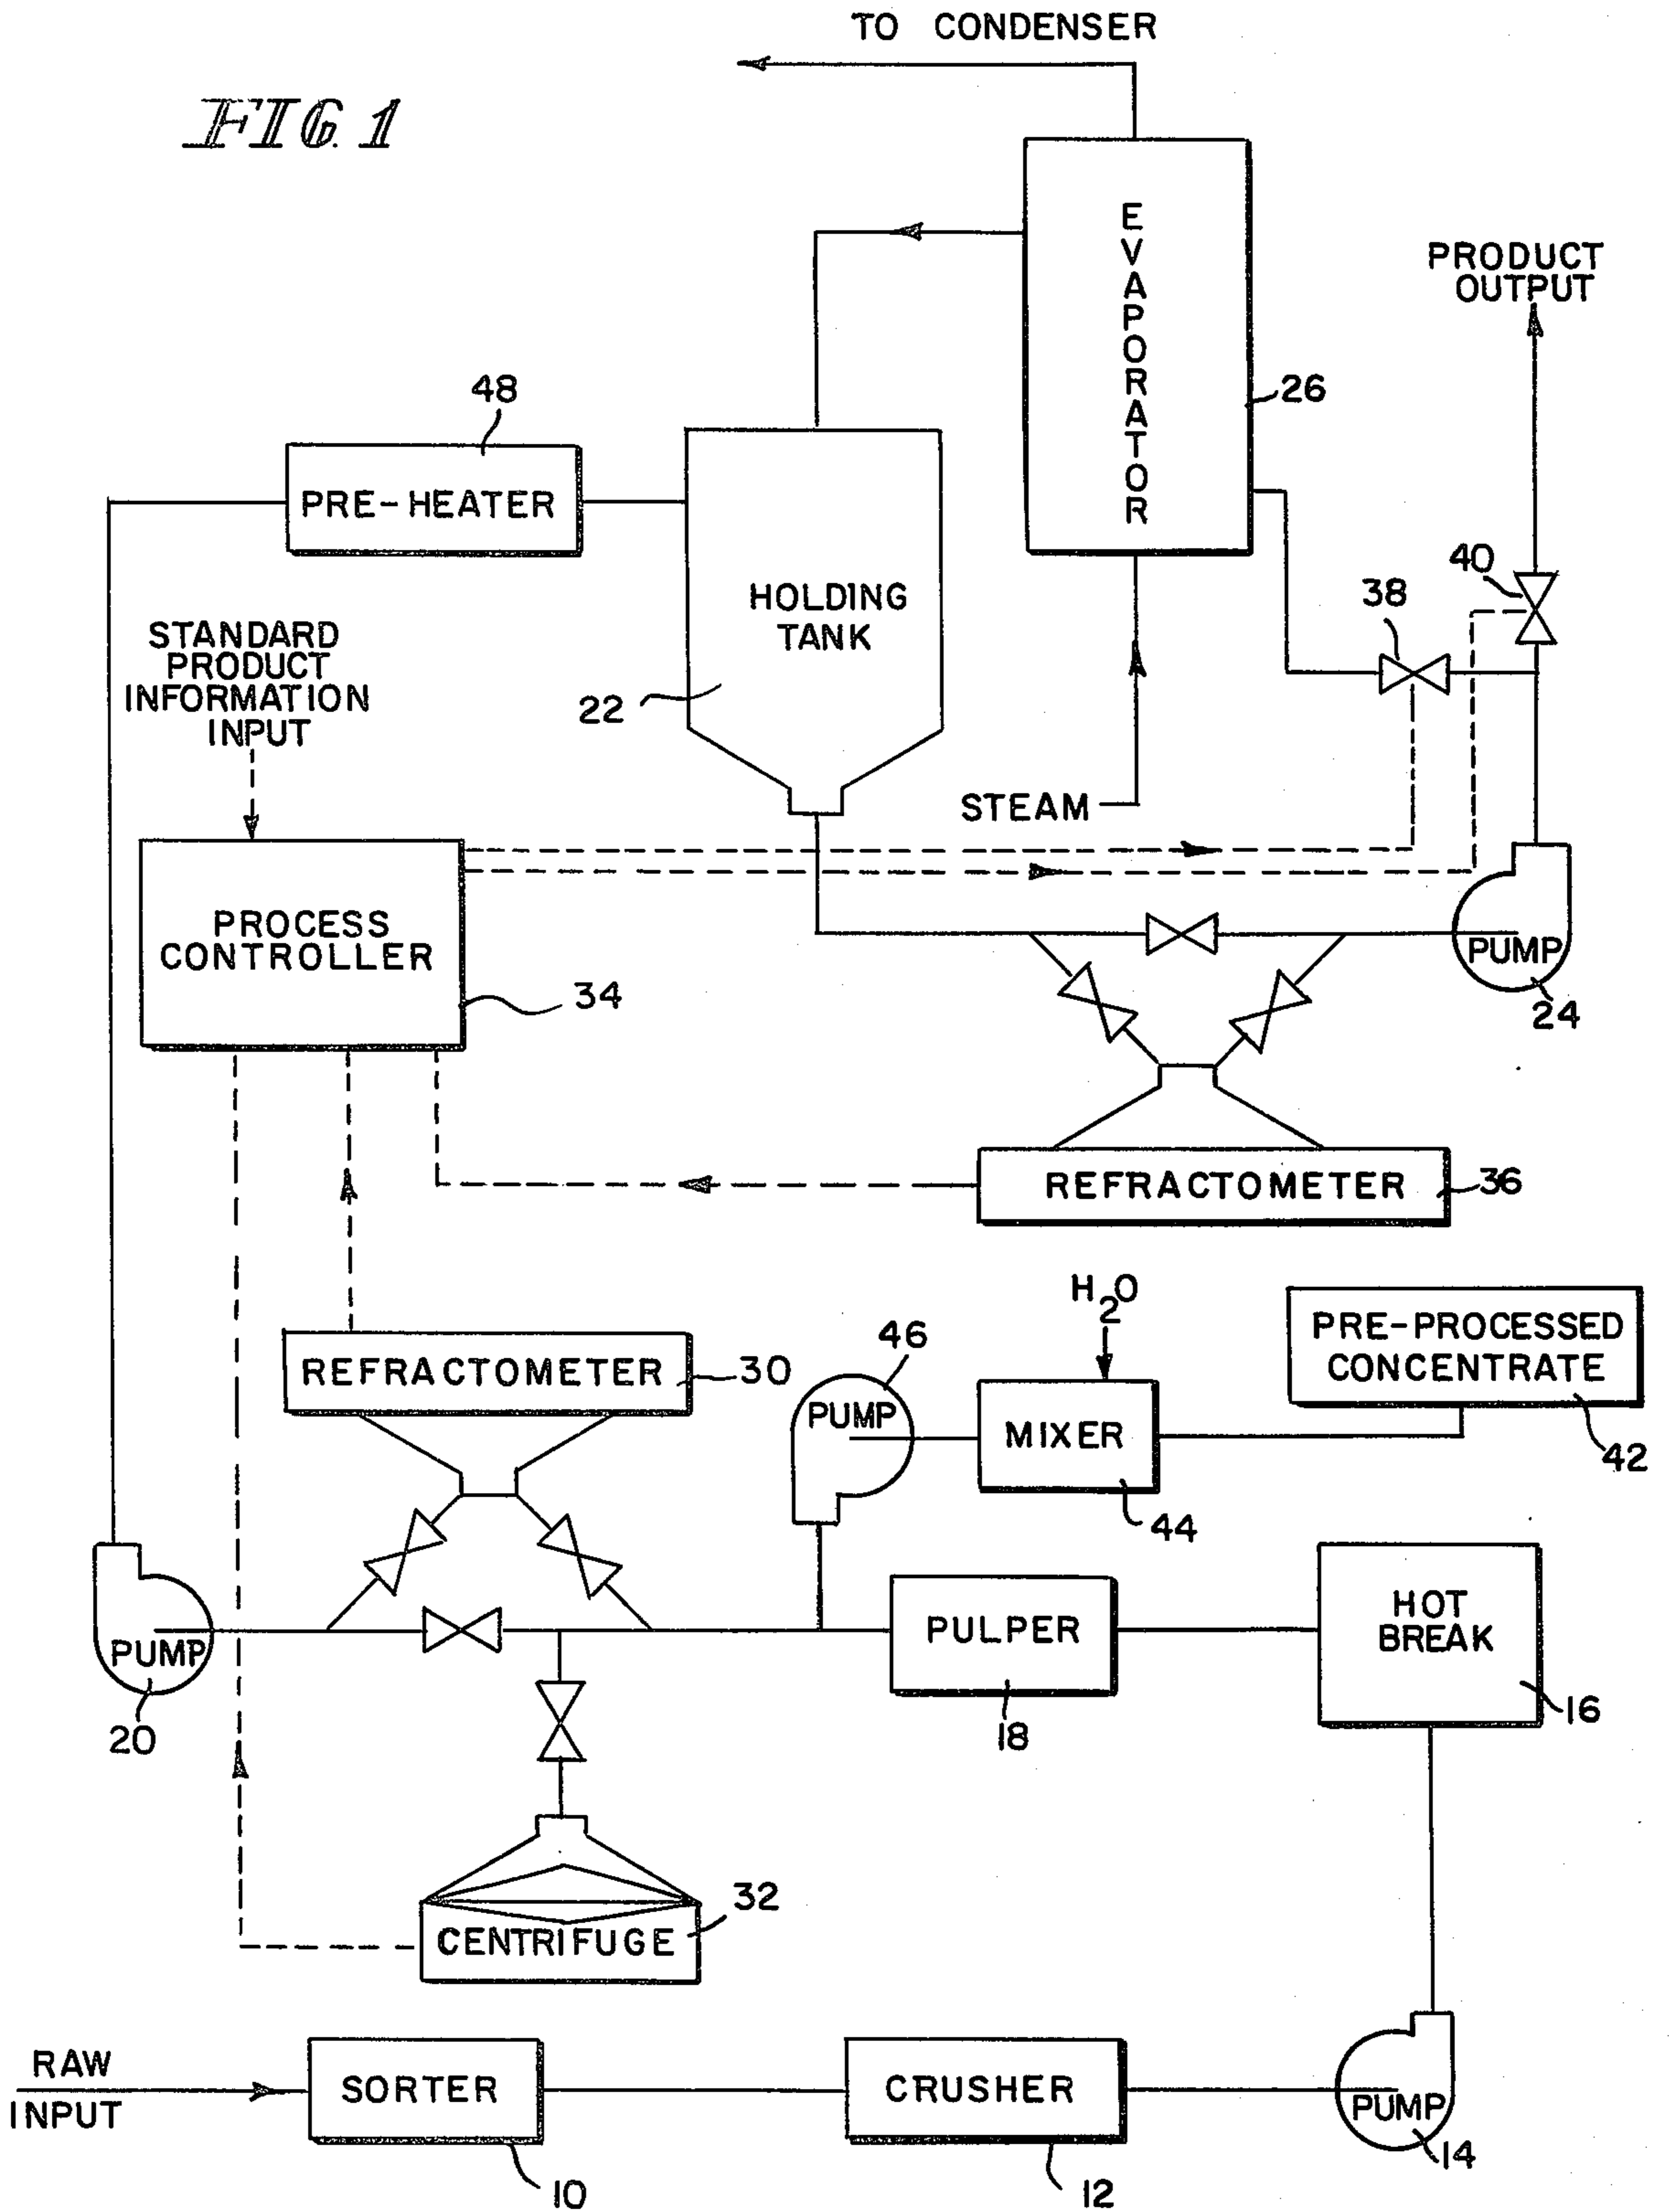 TO CONDENSER
FIG. 1
EVAPORATOR
PRODUCT
OUTPUT
26
48
PRE-HEATER
HOLDING
TANK
22
40
38
STANDARD
PRODUCT
INFORMATION
INPUT
STEAM
PROCESS
CONTROLLER
34
PUMP
24
REFRACTOMETER
36
H2O
PRE-PROCESSED
CONCENTRATE
42
46
PUMP
MIXER
44
REFRACTOMETER
30
PUMP
20
PULPER
18
HOT
BREAK
16
32
CENTRIFUGE
RAW
INPUT
SORTER
10
CRUSHER
12
PUMP
14